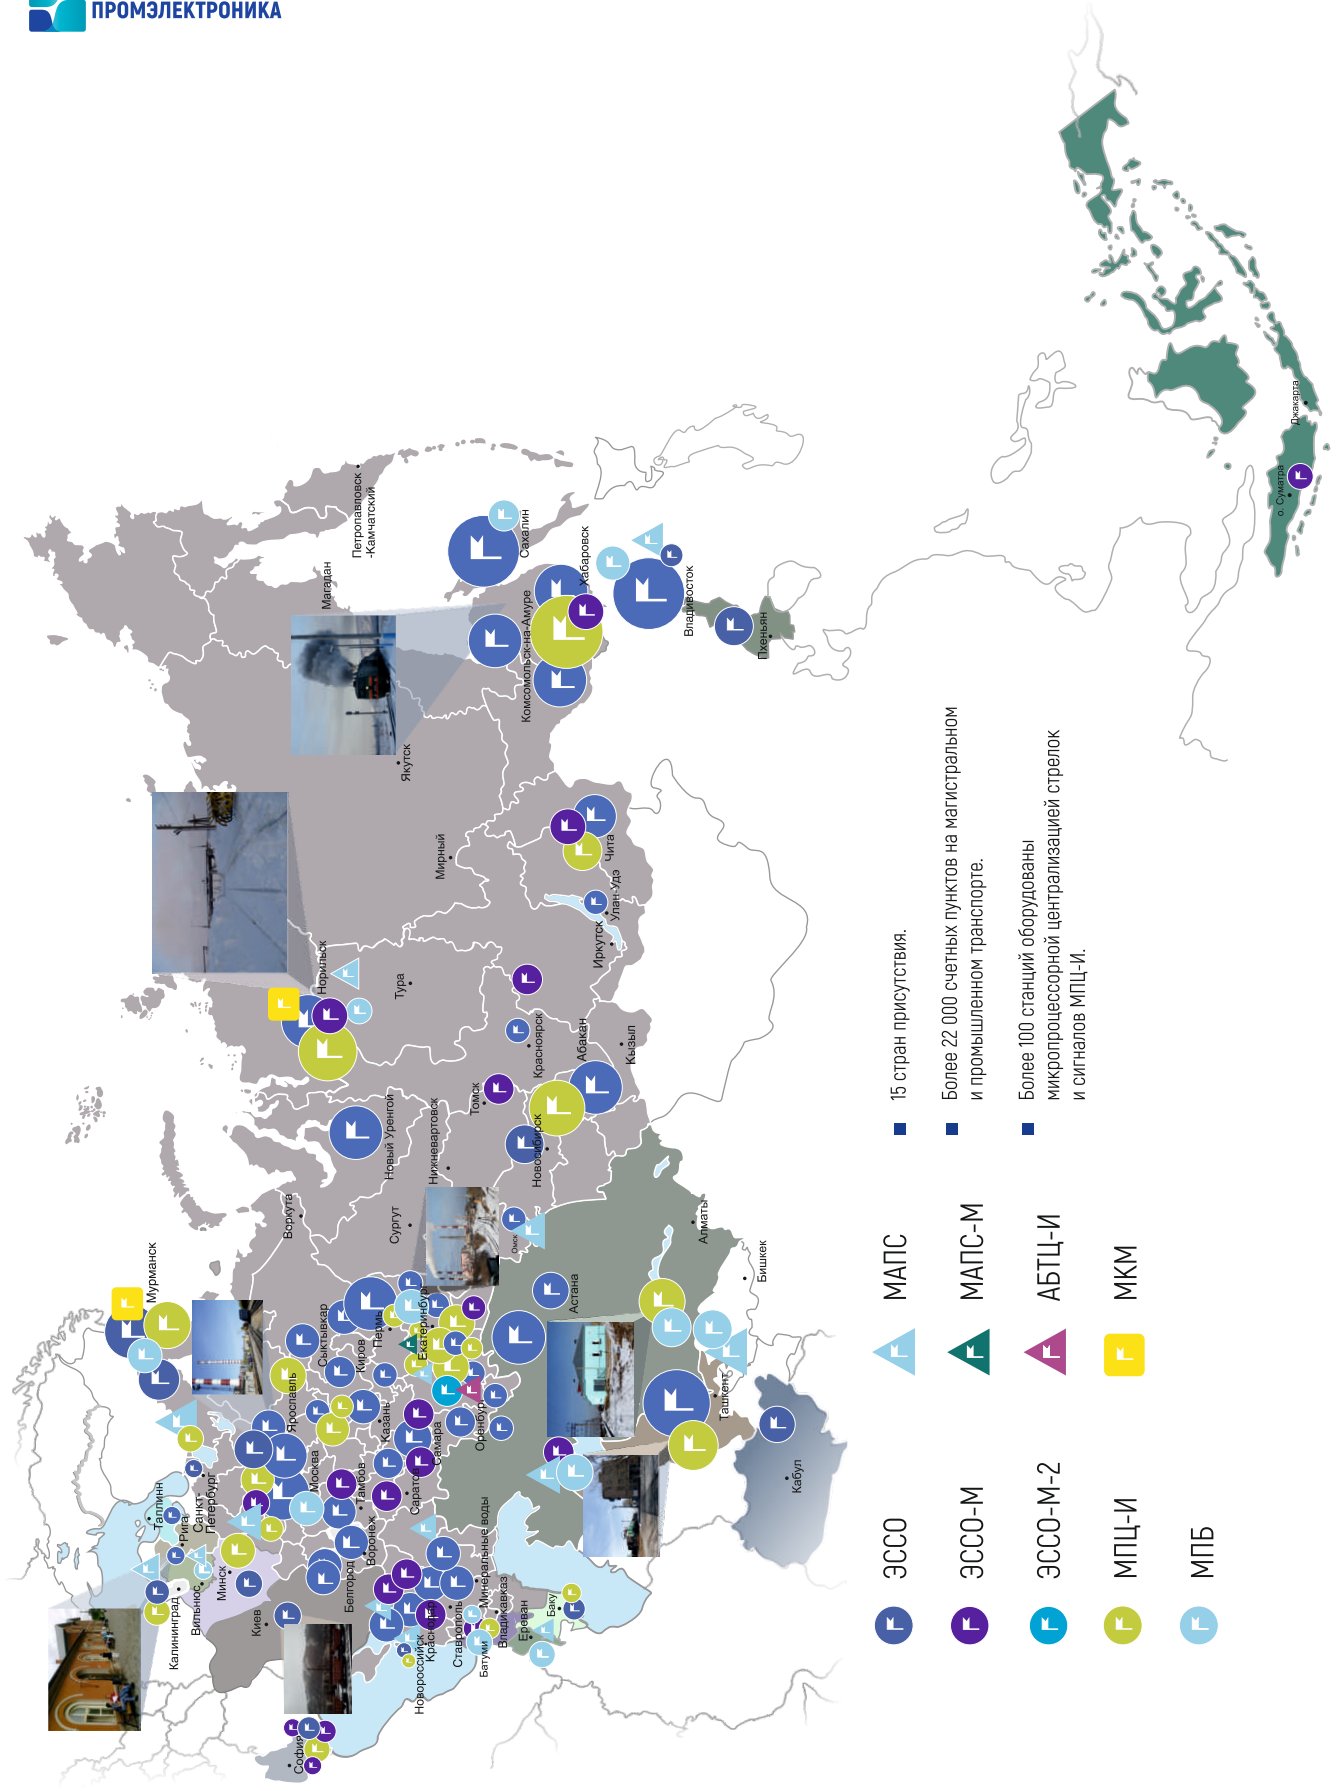 ПРОМЭЛЕКТРОНИКА
Мурманск
Таллинн
Рига
Санкт-
Петербург
Калининград
Вильнюс
Минск
Киев
София
Ярославль
Москва
Сыктывкар
Киров
Пермь
Казань
Тамбов
Воронеж
Белгород
Самара
Саратов
Оренбург
Екатеринбург
Новороссийск
Краснодар
Ставрополь
Минеральные воды
Владикавказ
Батуми
Ереван
Баку
Воркута
Сургут
Нижневартовск
Новый Уренгой
Омск
Новосибирск
Томск
Красноярск
Абакан
Кызыл
Норильск
Тура
Мирный
Якутск
Иркутск
Улан-Удэ
Чита
Магадан
Петропавловск
-Камчатский
Сахалин
Комсомольск-на-Амуре
Хабаровск
Владивосток
Пхеньян
Астана
Алматы
Бишкек
Ташкент
Кабул
о. Суматра
Джакарта
ЭССО
ЭССО-М
ЭССО-М-2
МПЦ-И
МПБ
МАПС
МАПС-М
АБТЦ-И
МКМ
15 стран присутствия.
Более 22 000 счетных пунктов на магистральном
и промышленном транспорте.
Более 100 станций оборудованы
микропроцессорной централизацией стрелок
и сигналов МПЦ-И.